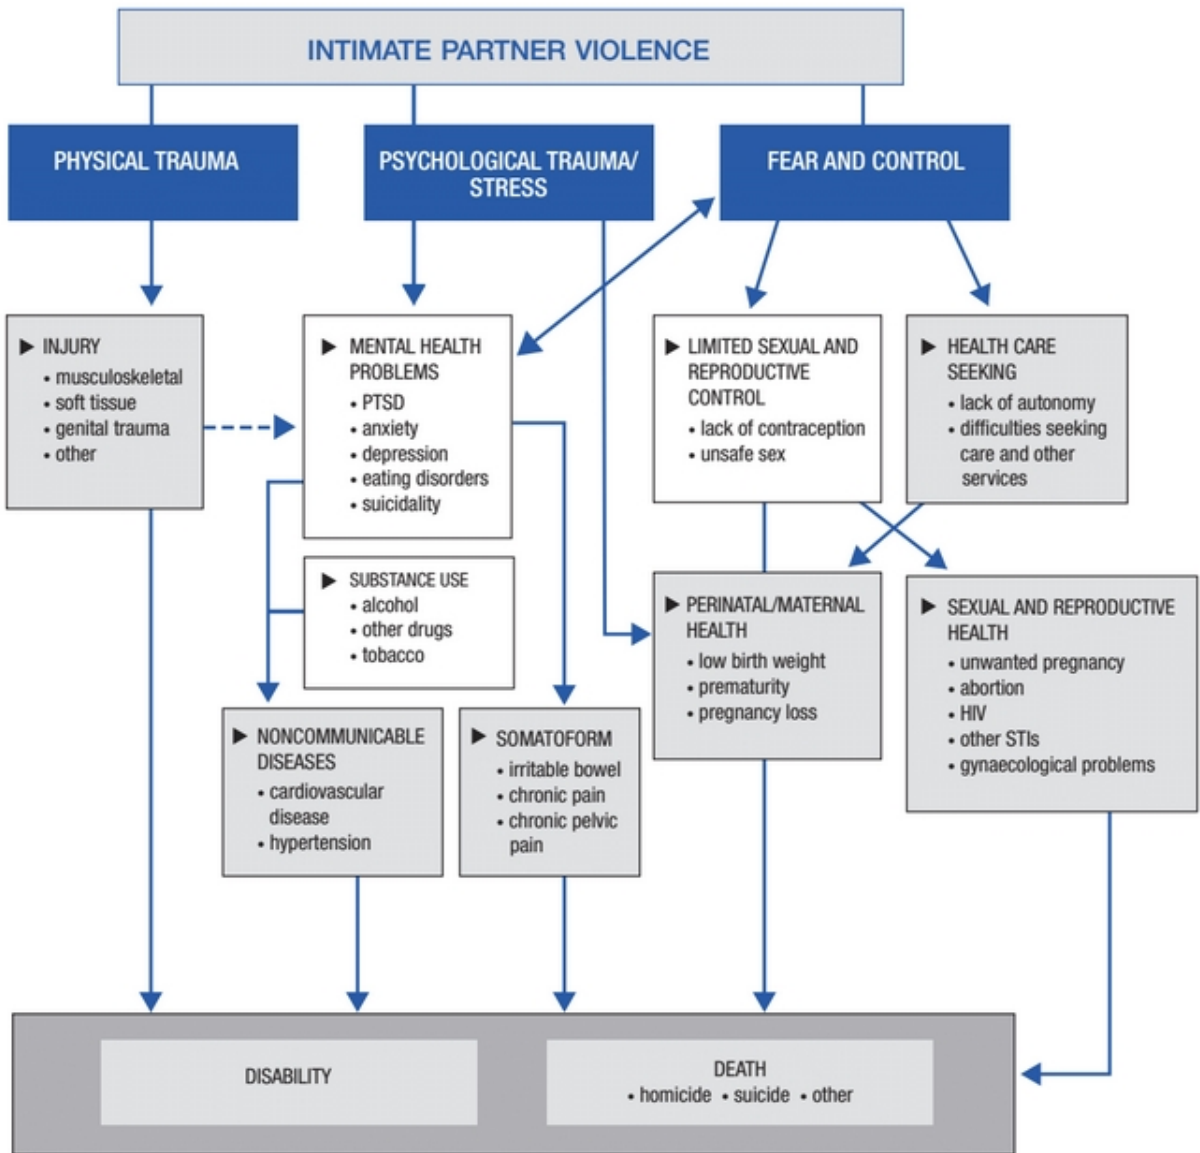 INTIMATE PARTNER VIOLENCE
PHYSICAL TRAUMA
PSYCHOLOGICAL TRAUMA/
STRESS
FEAR AND CONTROL
▶ INJURY
• musculoskeletal
• soft tissue
• genital trauma
• other
▶ MENTAL HEALTH
PROBLEMS
• PTSD
• anxiety
• depression
• eating disorders
• suicidality
▶ LIMITED SEXUAL AND
REPRODUCTIVE
CONTROL
• lack of contraception
• unsafe sex
▶ HEALTH CARE
SEEKING
• lack of autonomy
• difficulties seeking
care and other
services
▶ SUBSTANCE USE
• alcohol
• other drugs
• tobacco
▶ PERINATAL/MATERNAL
HEALTH
• low birth weight
• prematurity
• pregnancy loss
▶ SEXUAL AND REPRODUCTIVE
HEALTH
• unwanted pregnancy
• abortion
• HIV
• other STIs
• gynaecological problems
▶ NONCOMMUNICABLE
DISEASES
• cardiovascular
disease
• hypertension
▶ SOMATOFORM
• irritable bowel
• chronic pain
• chronic pelvic
pain
DISABILITY
DEATH
• homicide • suicide • other